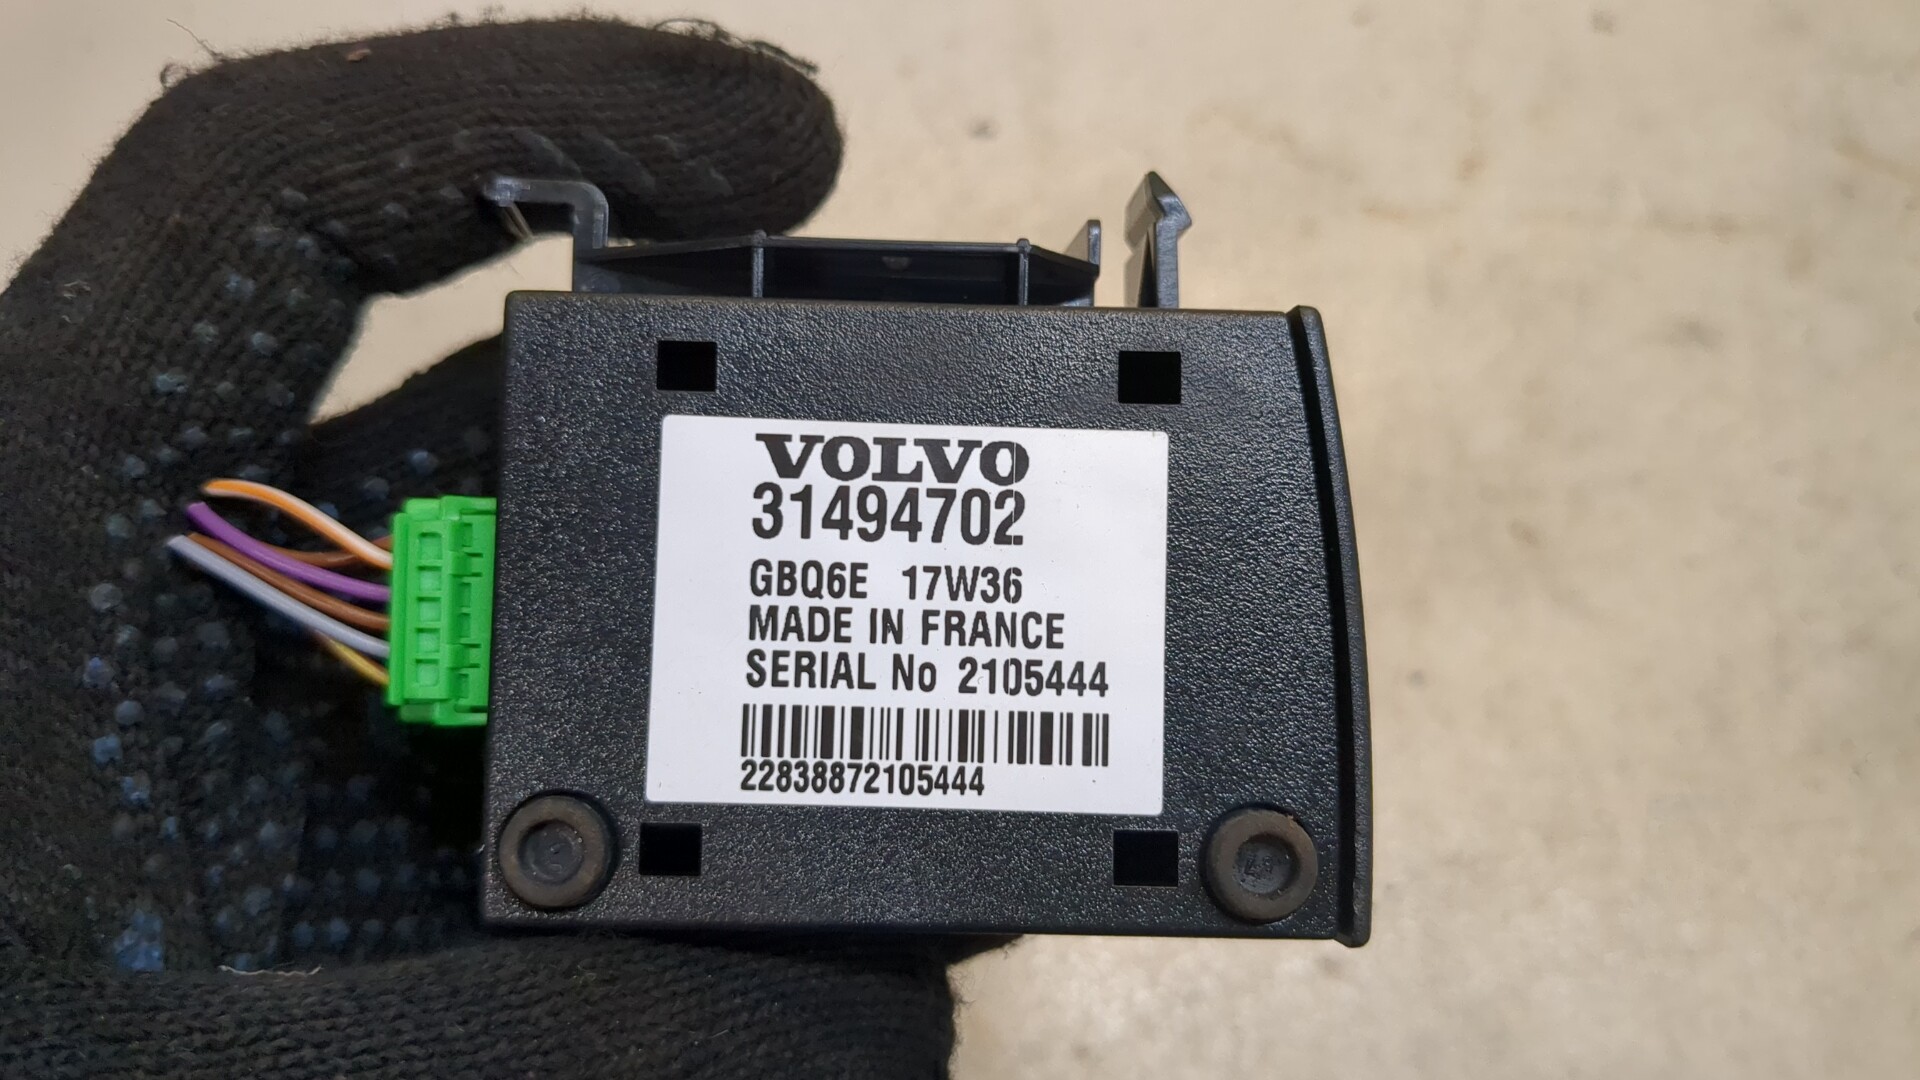 VOLVO
31494702
GBQ6E 17W36
MADE IN FRANCE
SERIAL No 2105444
22838872105444